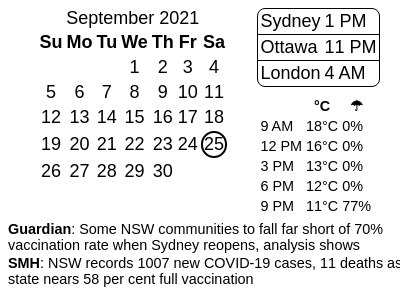 September 2021
Su Mo Tu We Th Fr Sa
1 2 3 4
5 6 7 8 9 10 11
12 13 14 15 16 17 18
19 20 21 22 23 24 25
26 27 28 29 30
Sydney 1 PM
Ottawa 11 PM
London 4 AM
°C ☂
9 AM 18°C 0%
12 PM 16°C 0%
3 PM 13°C 0%
6 PM 12°C 0%
9 PM 11°C 77%
Guardian: Some NSW communities to fall far short of 70%
vaccination rate when Sydney reopens, analysis shows
SMH: NSW records 1007 new COVID-19 cases, 11 deaths as
state nears 58 per cent full vaccination